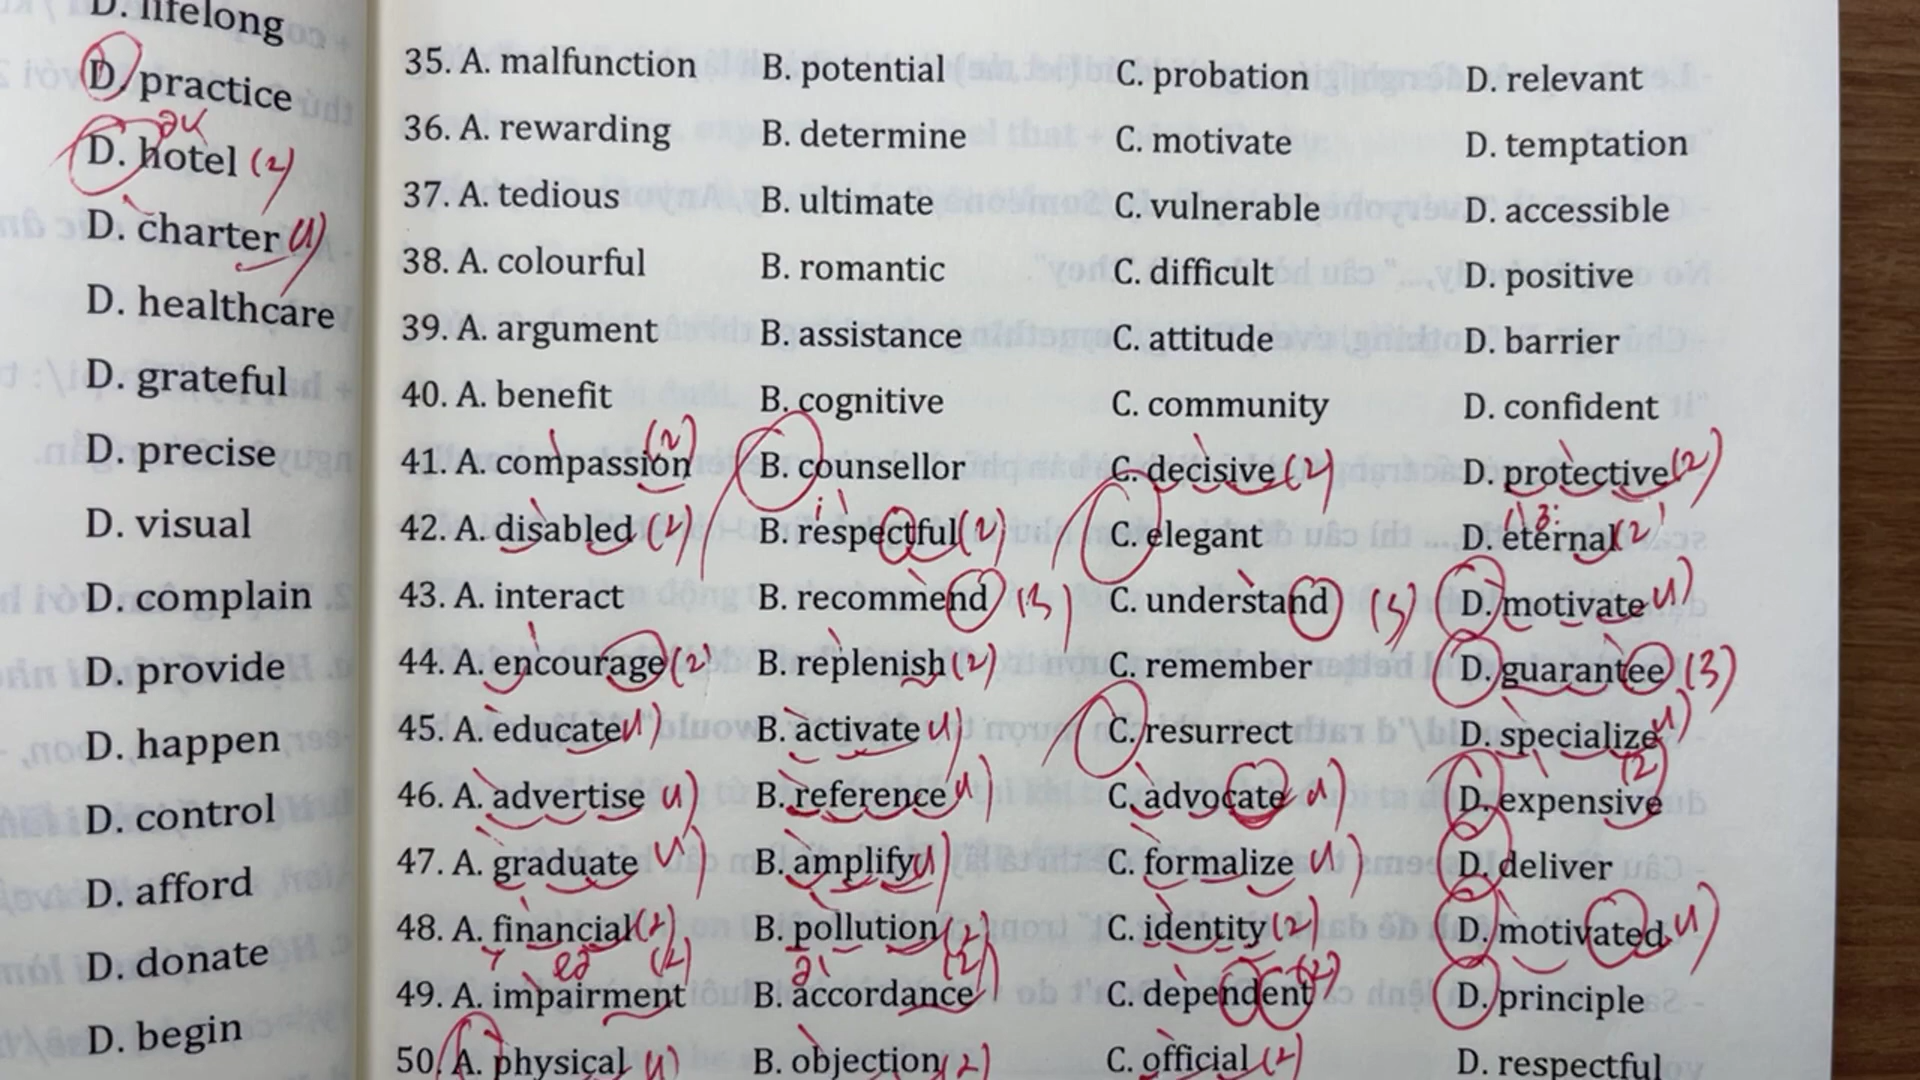 D. lifelong
D. practice
D. hotel (2)
D. charter (1)
D. healthcare
D. grateful
D. precise
D. visual
D. complain
D. provide
D. happen
D. control
D. afford
D. donate
D. begin
35. A. malfunction B. potential C. probation D. relevant
36. A. rewarding B. determine C. motivate D. temptation
37. A. tedious B. ultimate C. vulnerable D. accessible
38. A. colourful B. romantic C. difficult D. positive
39. A. argument B. assistance C. attitude D. barrier
40. A. benefit B. cognitive C. community D. confident
41. A. compassion (2) B. counsellor C. decisive (2) D. protective (2)
42. A. disabled (2) B. respectful (2) C. elegant D. eternal (2)
43. A. interact B. recommend (3) C. understand (3) D. motivate (1)
44. A. encourage (2) B. replenish (2) C. remember D. guarantee (3)
45. A. educate (1) B. activate (1) C. resurrect D. specialize (1)
46. A. advertise (1) B. reference (1) C. advocate (1) D. expensive (2)
47. A. graduate (1) B. amplify (1) C. formalize (1) D. deliver
48. A. financial (2) B. pollution (2) C. identity (2) D. motivated (1)
49. A. impairment (2) B. accordance (2) C. dependent (2) D. principle
50. A. physical (1) B. objection (2) C. official (2) D. respectful